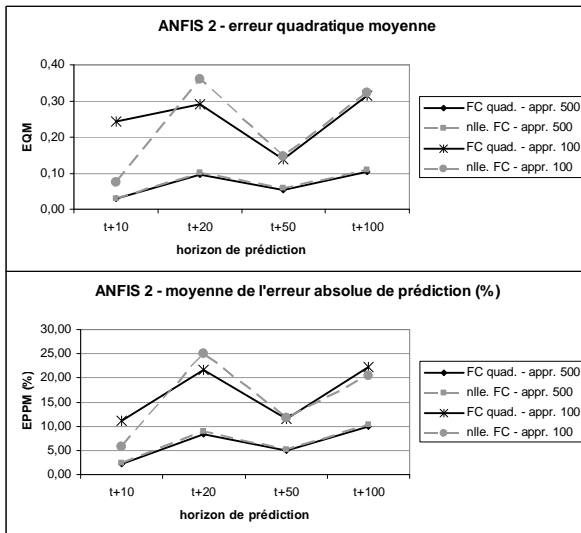 ANFIS 2 - erreur quadratique moyenne
0,40
0,30
0,20
0,10
0,00
EQM
t+10 t+20 t+50 t+100
horizon de prédiction
FC quad. - appr. 500
nlle. FC - appr. 500
FC quad. - appr. 100
nlle. FC - appr. 100
ANFIS 2 - moyenne de l'erreur absolue de prédiction (%)
30,00
25,00
20,00
15,00
10,00
5,00
0,00
EPPM (%)
t+10 t+20 t+50 t+100
horizon de prédiction
FC quad. - appr. 500
nlle. FC - appr. 500
FC quad. - appr. 100
nlle. FC - appr. 100